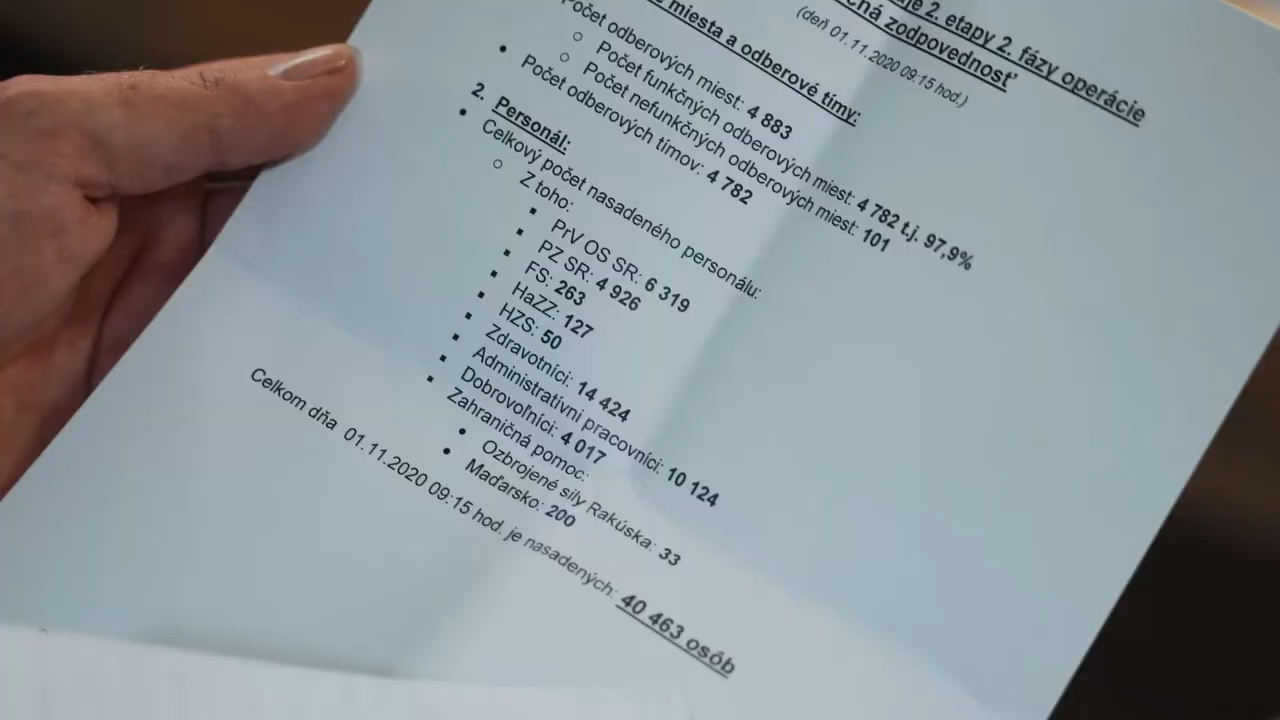 2. etapy 2. fázy operácie
zodpovednosť
(deň 01.11.2020 09:15 hod.)
miesta a odberové tímy:
Počet odberových miest: 4 883
○ Počet funkčných odberových miest: 4 782 t.j. 97,9%
○ Počet nefunkčných odberových miest: 101
• Počet odberových tímov: 4 782
2. Personál:
• Celkový počet nasadeného personálu:
○ Z toho:
▪ PrV OS SR: 6 319
▪ PZ SR: 4 926
▪ FS: 263
▪ HaZZ: 127
▪ HZS: 50
▪ Zdravotníci: 14 424
▪ Administratívni pracovníci: 10 124
▪ Dobrovoľníci: 4 017
▪ Zahraničná pomoc:
• Ozbrojené sily Rakúska: 33
• Maďarsko: 200
Celkom dňa 01.11.2020 09:15 hod. je nasadených: 40 463 osôb